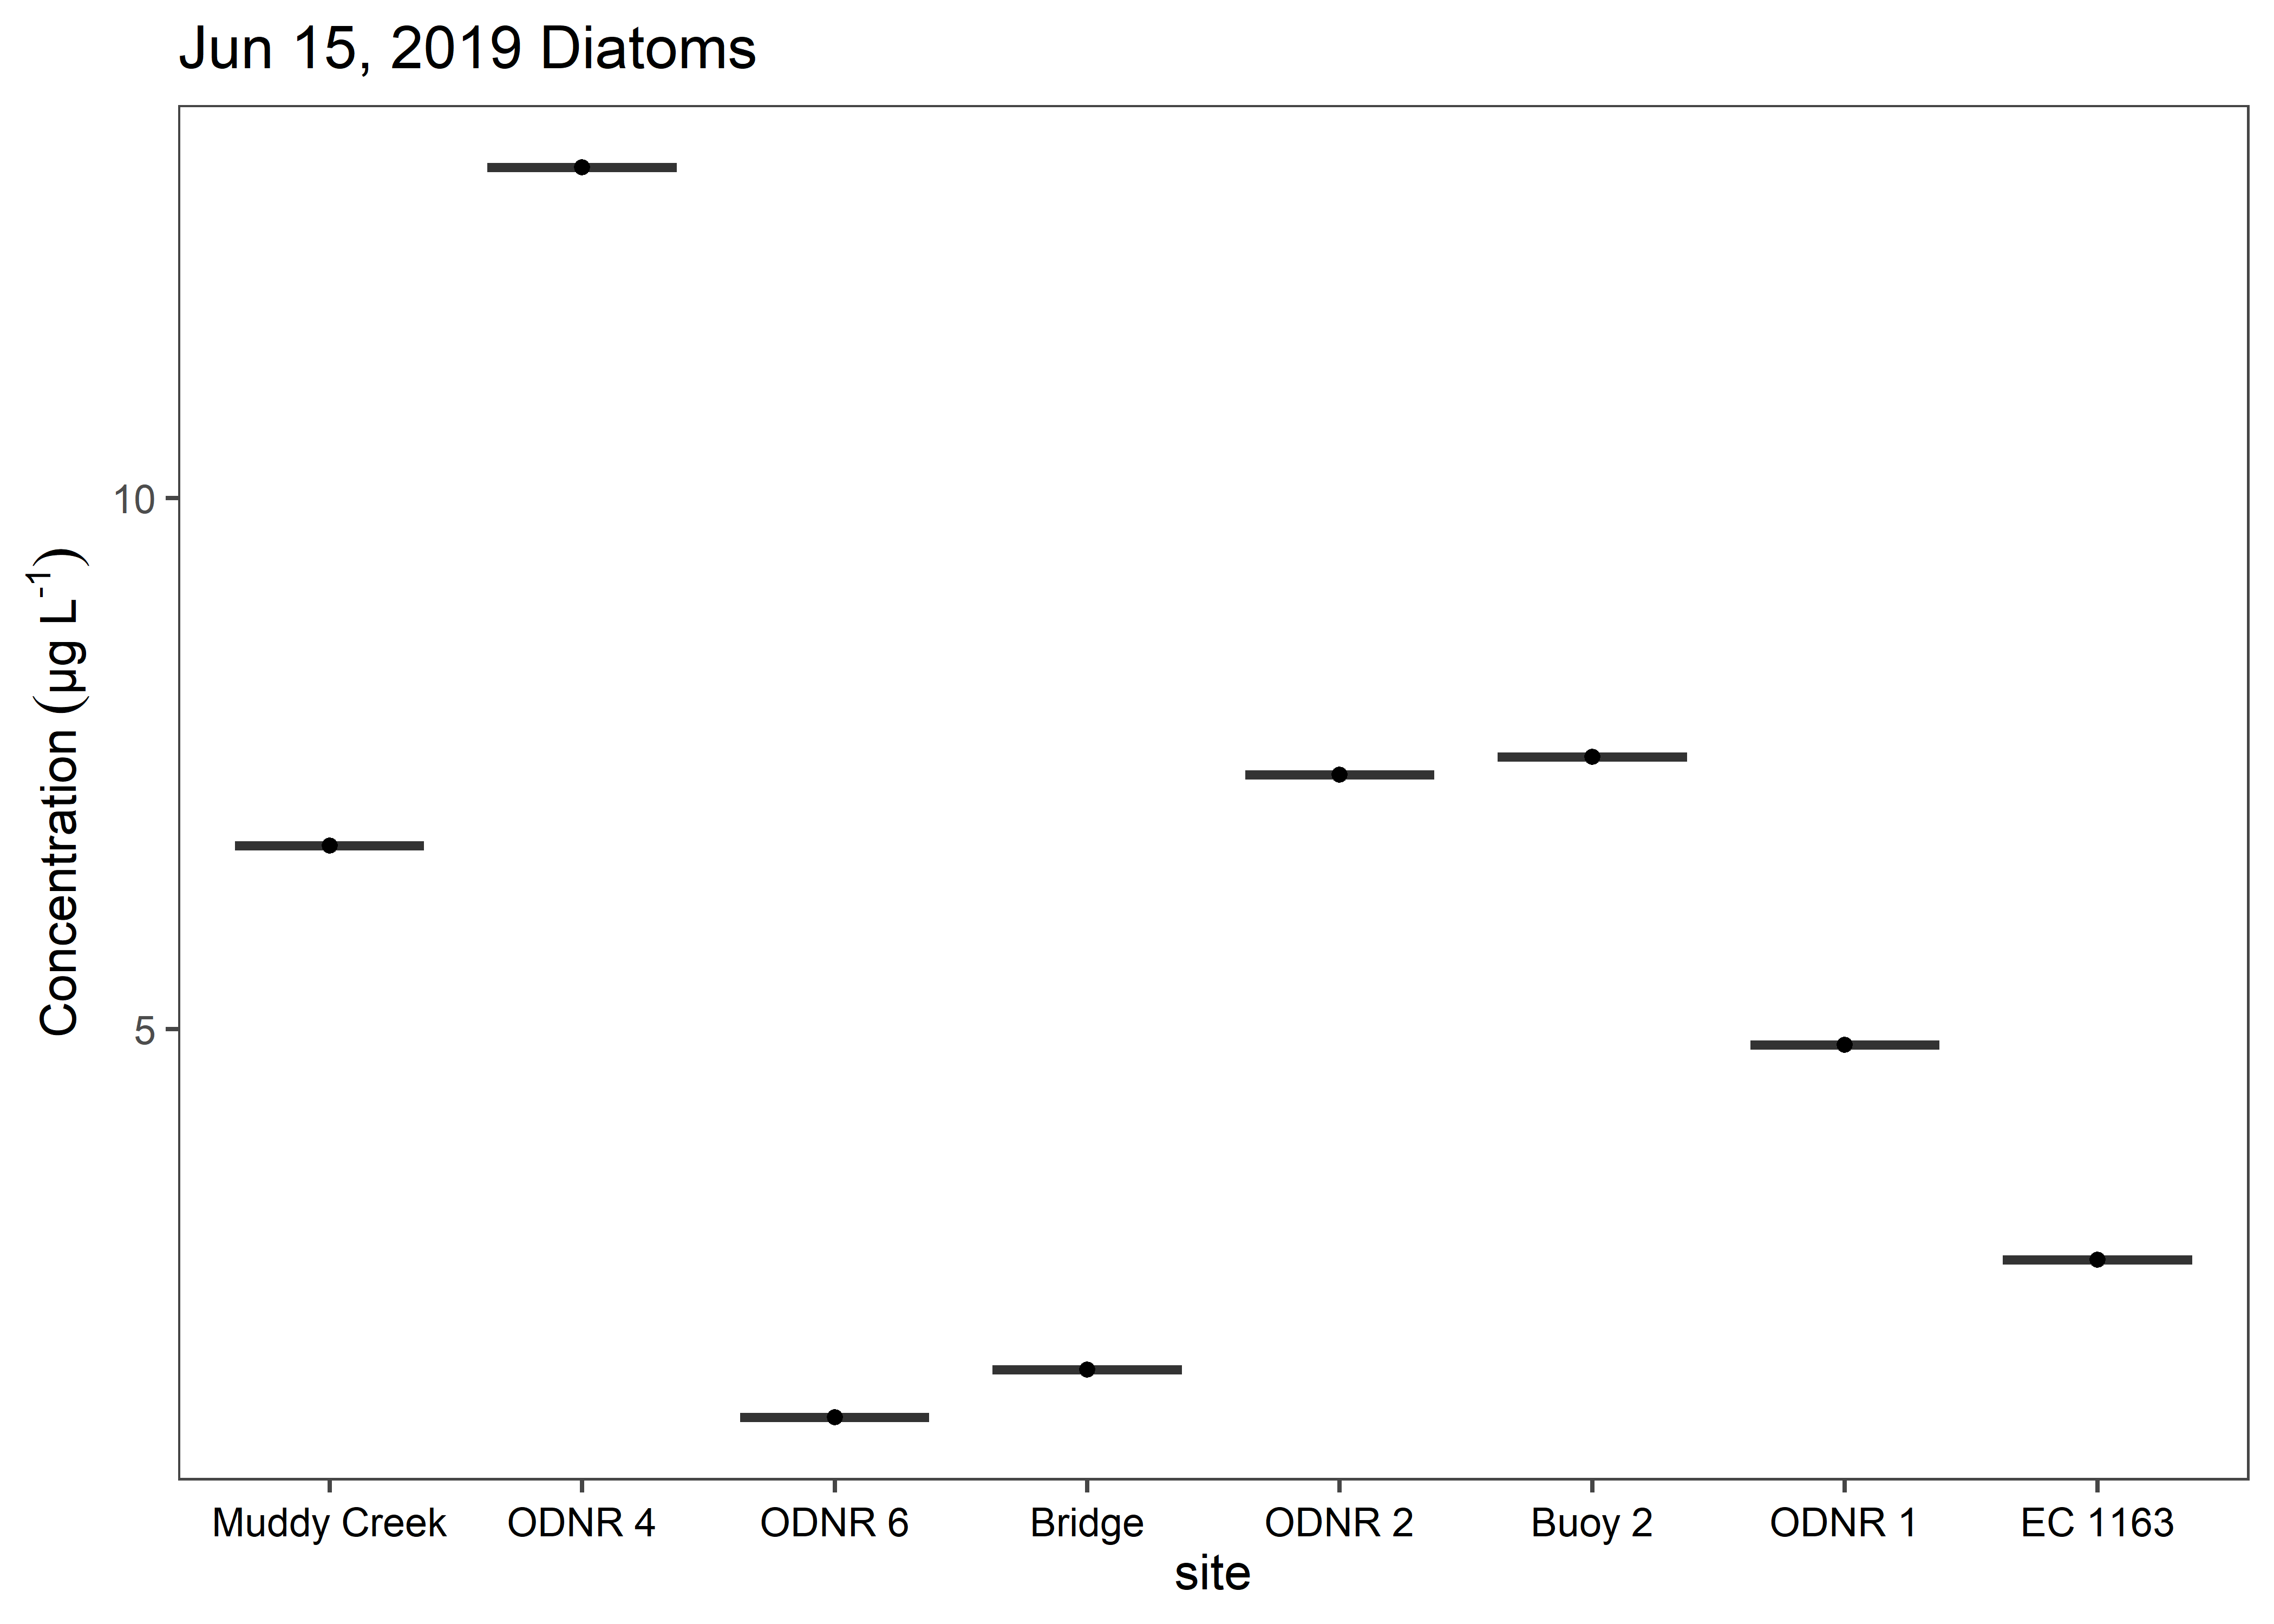 Jun 15, 2019 Diatoms
Concentration (µg L⁻¹)
10
5
Muddy Creek ODNR 4 ODNR 6 Bridge ODNR 2 Buoy 2 ODNR 1 EC 1163
site